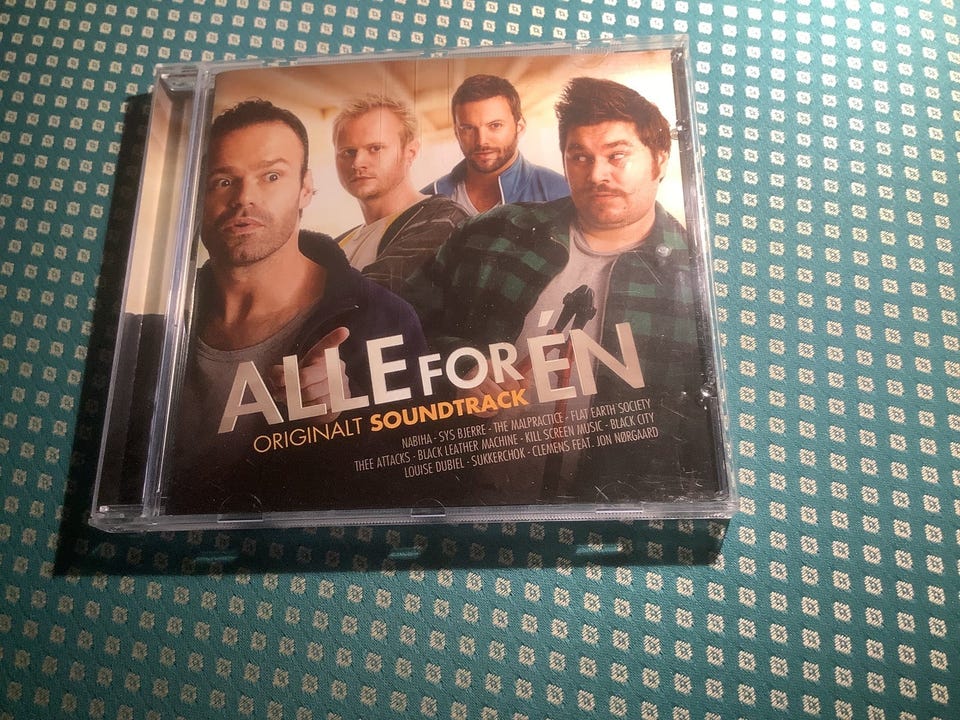 ALLE FOR ÉN
ORIGINALT SOUNDTRACK
NABIHA - SYS BJERRE - THE MALPRACTICE - FLAT EARTH SOCIETY
THEE ATTACKS - BLACK LEATHER MACHINE - KILL SCREEN MUSIC - BLACK CITY
LOUISE DUBIEL - SUKKERCHOK - CLEMENS FEAT. JON NØRGAARD